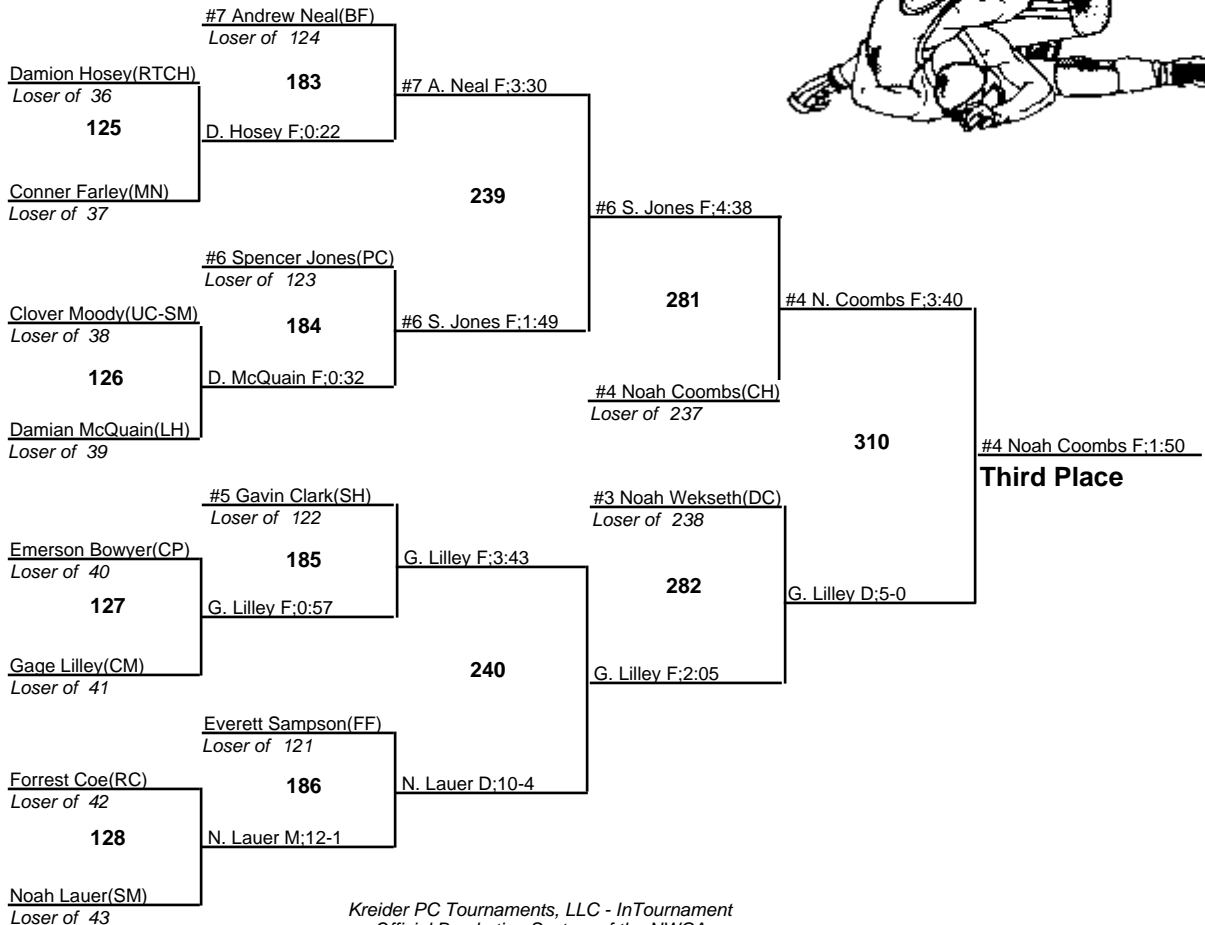 #7 Andrew Neal(BF)
Loser of 124
Damion Hosey(RTCH)
Loser of 36
183
#7 A. Neal F;3:30
125
D. Hosey F;0:22
Conner Farley(MN)
Loser of 37
239
#6 S. Jones F;4:38
#6 Spencer Jones(PC)
Loser of 123
Clover Moody(UC-SM)
Loser of 38
184
#6 S. Jones F;1:49
281
#4 N. Coombs F;3:40
126
D. McQuain F;0:32
#4 Noah Coombs(CH)
Loser of 237
Damian McQuain(LH)
Loser of 39
310
#4 Noah Coombs F;1:50
Third Place
#5 Gavin Clark(SH)
Loser of 122
#3 Noah Wekseth(DC)
Loser of 238
Emerson Bowyer(CP)
Loser of 40
185
G. Lilley F;3:43
282
G. Lilley D;5-0
127
G. Lilley F;0:57
Gage Lilley(CM)
Loser of 41
240
G. Lilley F;2:05
Everett Sampson(FF)
Loser of 121
Forrest Coe(RC)
Loser of 42
186
N. Lauer D;10-4
128
N. Lauer M;12-1
Noah Lauer(SM)
Loser of 43
Kreider PC Tournaments, LLC - InTournament